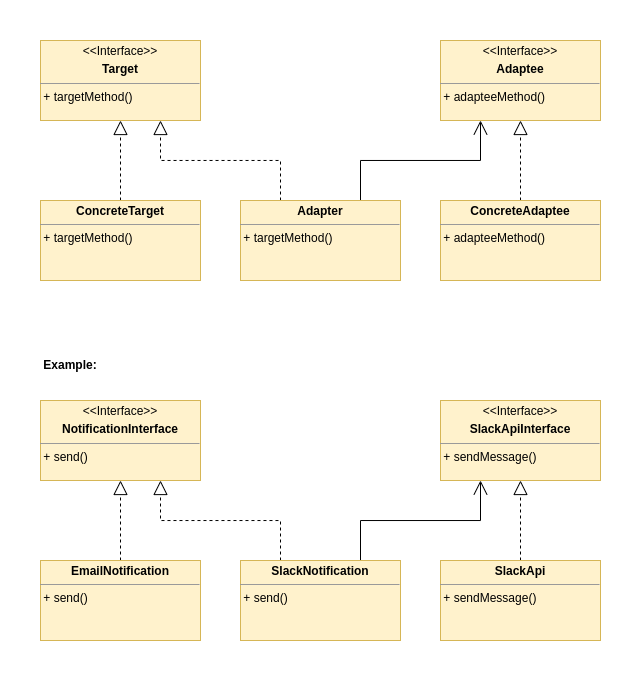 <<Interface>>
Target
+ targetMethod()
<<Interface>>
Adaptee
+ adapteeMethod()
ConcreteTarget
+ targetMethod()
Adapter
+ targetMethod()
ConcreteAdaptee
+ adapteeMethod()
Example:
<<Interface>>
NotificationInterface
+ send()
<<Interface>>
SlackApiInterface
+ sendMessage()
EmailNotification
+ send()
SlackNotification
+ send()
SlackApi
+ sendMessage()